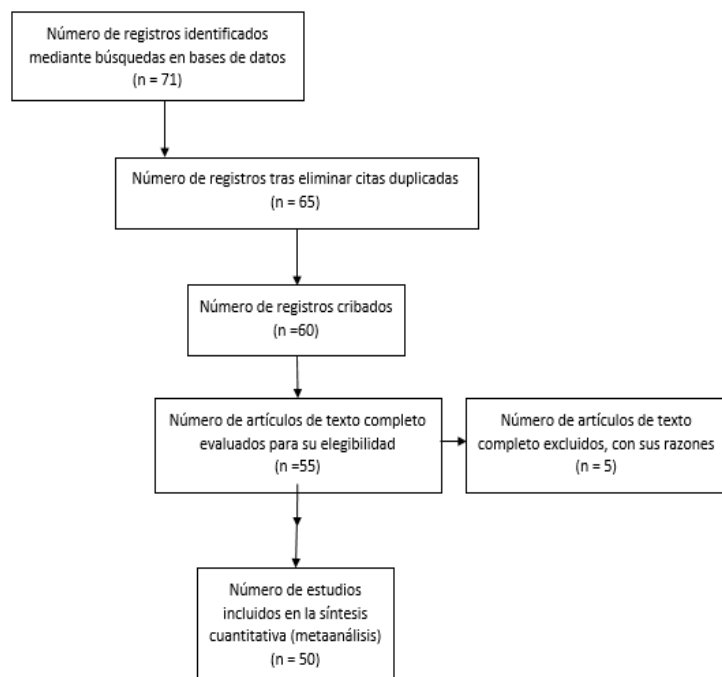 Número de registros identificados
mediante búsquedas en bases de datos
(n = 71)
Número de registros tras eliminar citas duplicadas
(n = 65)
Número de registros cribados
(n =60)
Número de artículos de texto completo
evaluados para su elegibilidad
(n =55)
Número de artículos de texto
completo excluidos, con sus razones
(n = 5)
Número de estudios
incluidos en la síntesis
cuantitativa (metaanálisis)
(n = 50)